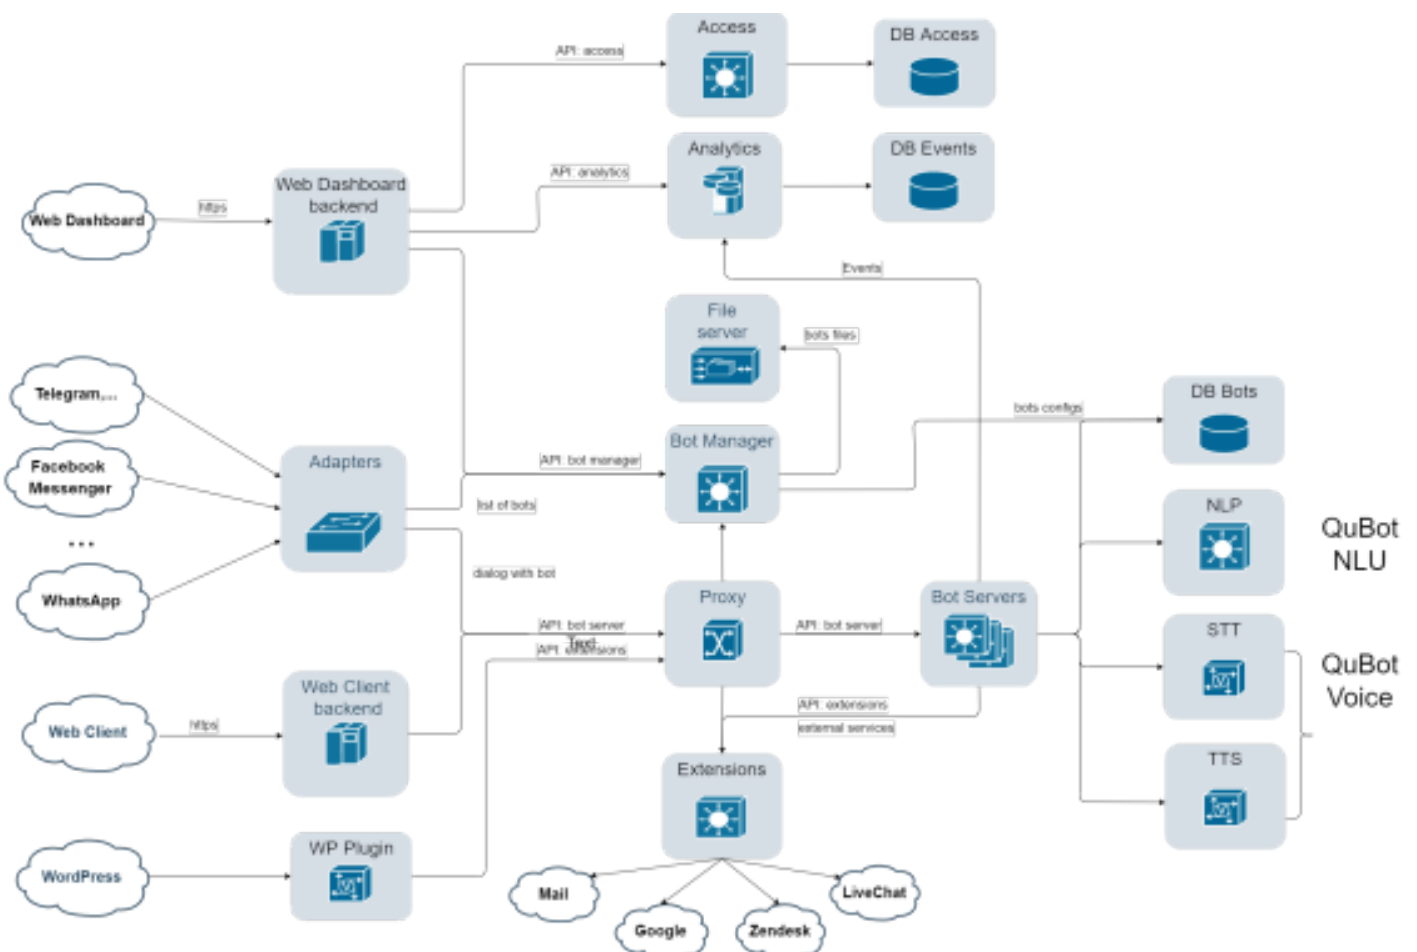 Access
DB Access
API: access
Analytics
DB Events
API: analytics
Web Dashboard
backend
Web Dashboard
https
Events
File
server
bots files
Telegram,...
DB Bots
bots configs
Bot Manager
Adapters
API: bot manager
Facebook
Messenger
list of bots
NLP
QuBot
NLU
...
dialog with bot
WhatsApp
Proxy
Bot Servers
API: bot server
Text
API: extensions
API: bot server
STT
QuBot
Voice
Web Client
backend
Web Client
https
API: extensions
external services
Extensions
TTS
WP Plugin
WordPress
Mail
LiveChat
Google
Zendesk